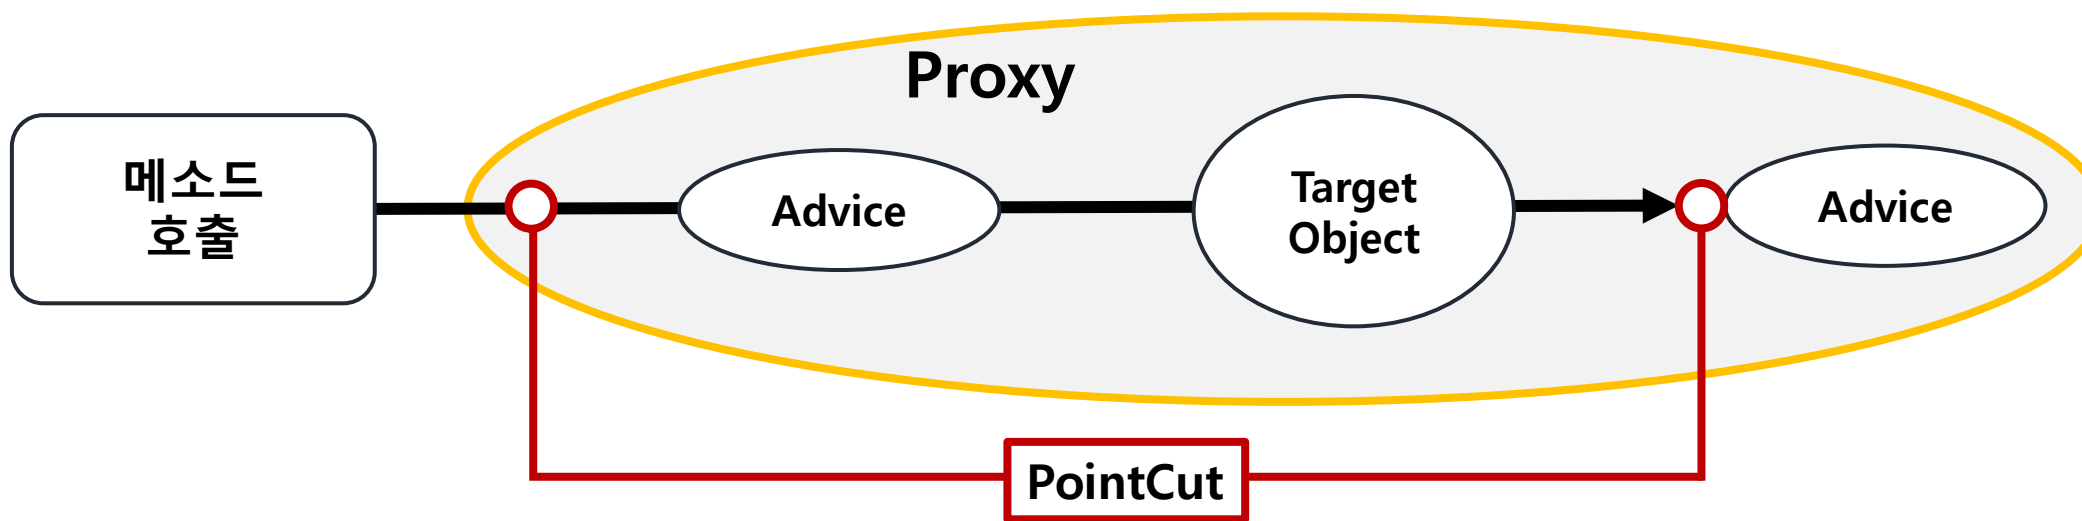 Proxy
메소드
호출
Advice
Target
Object
Advice
PointCut